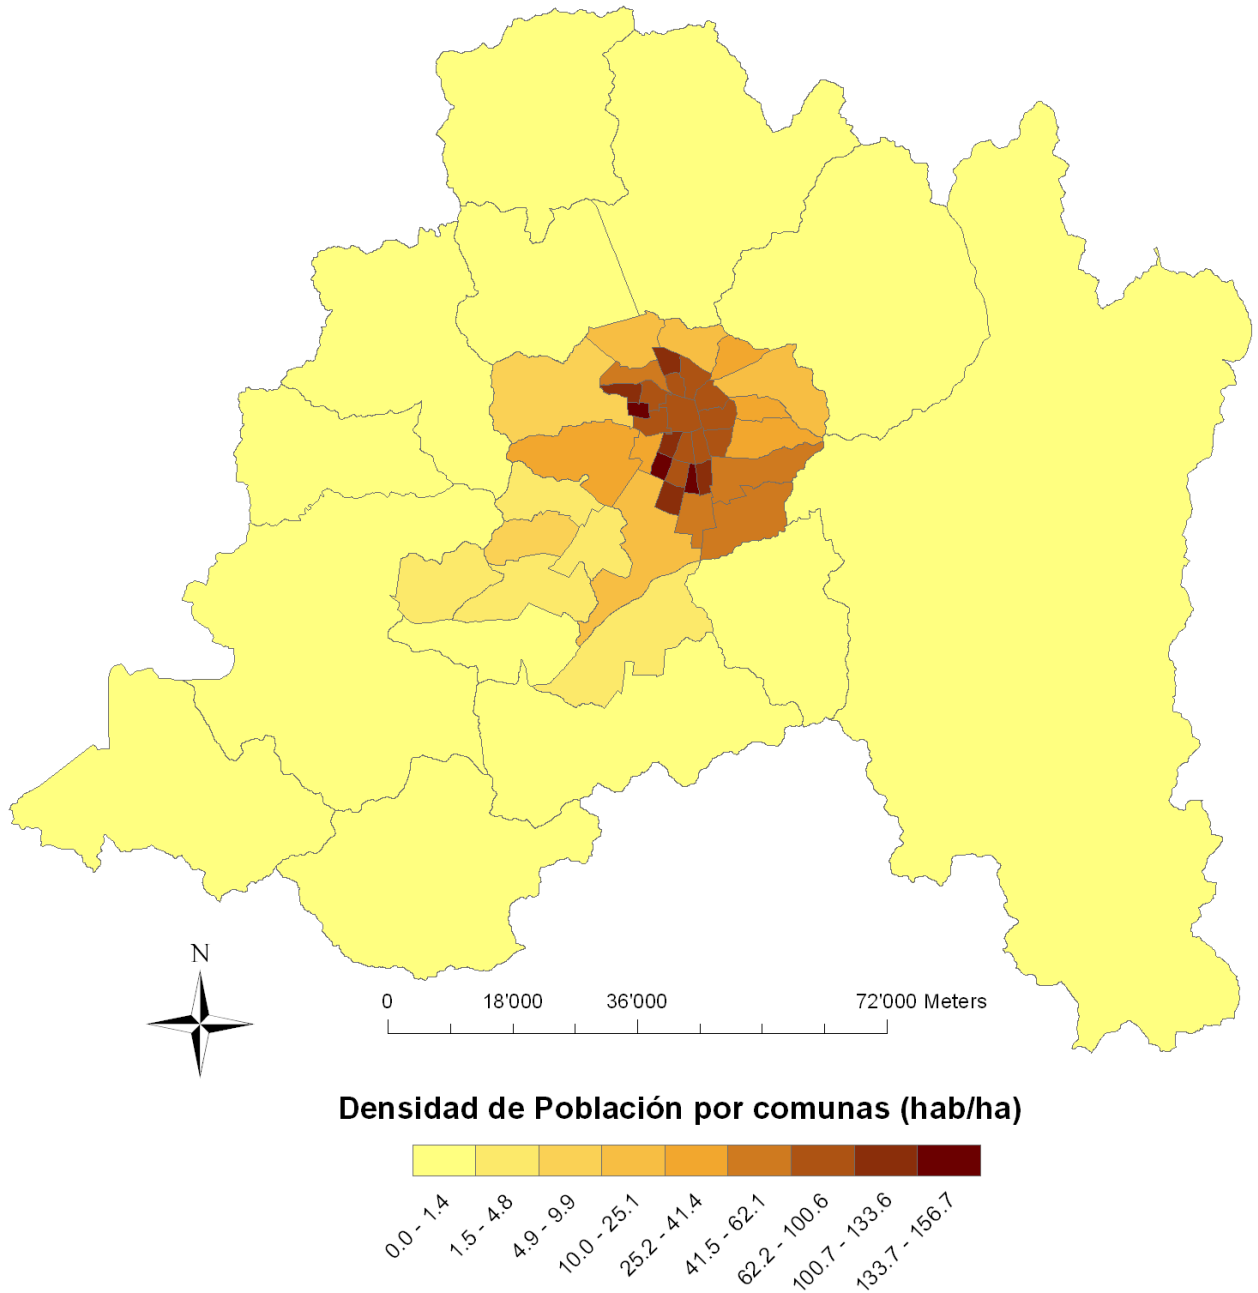 N
0 18'000 36'000 72'000 Meters
Densidad de Población por comunas (hab/ha)
0.0 - 1.4
1.5 - 4.8
4.9 - 9.9
10.0 - 25.1
25.2 - 41.4
41.5 - 62.1
62.2 - 100.6
100.7 - 133.6
133.7 - 156.7